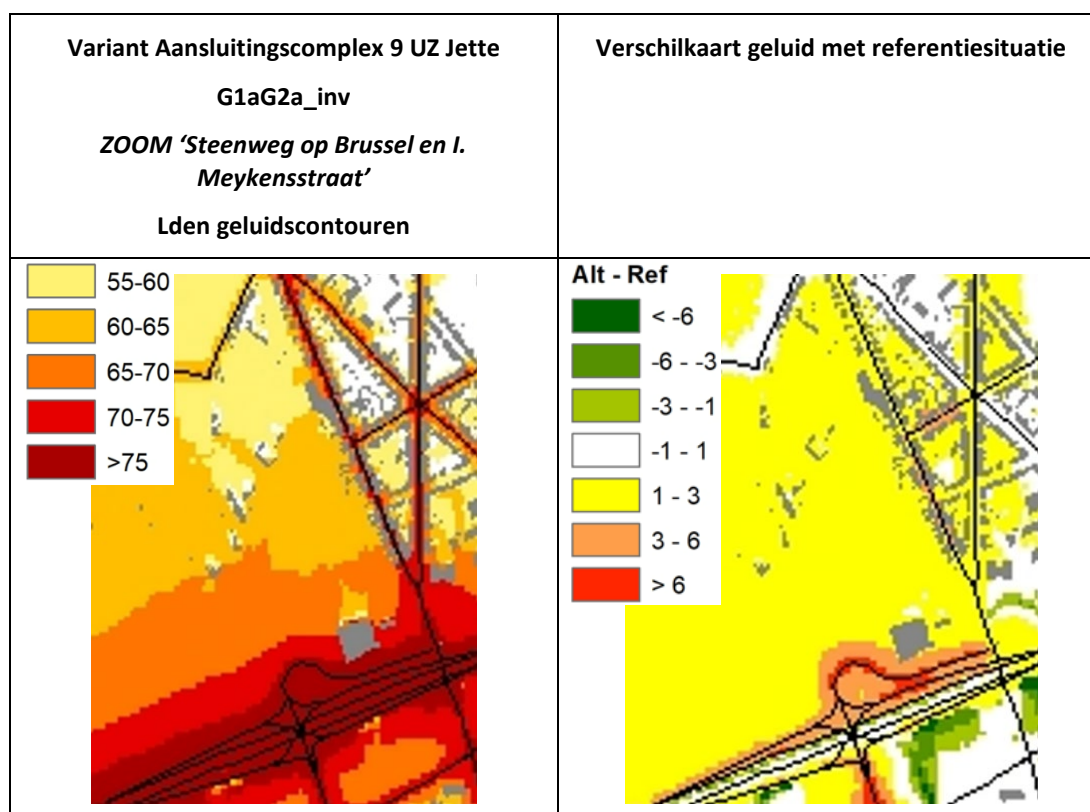 Variant Aansluitingscomplex 9 UZ Jette
G1aG2a_inv
ZOOM ‘Steenweg op Brussel en I.
Meykensstraat’
Lden geluidscontouren
Verschilkaart geluid met referentiesituatie
55-60
60-65
65-70
70-75
>75
Alt - Ref
< -6
-6 - -3
-3 - -1
-1 - 1
1 - 3
3 - 6
> 6